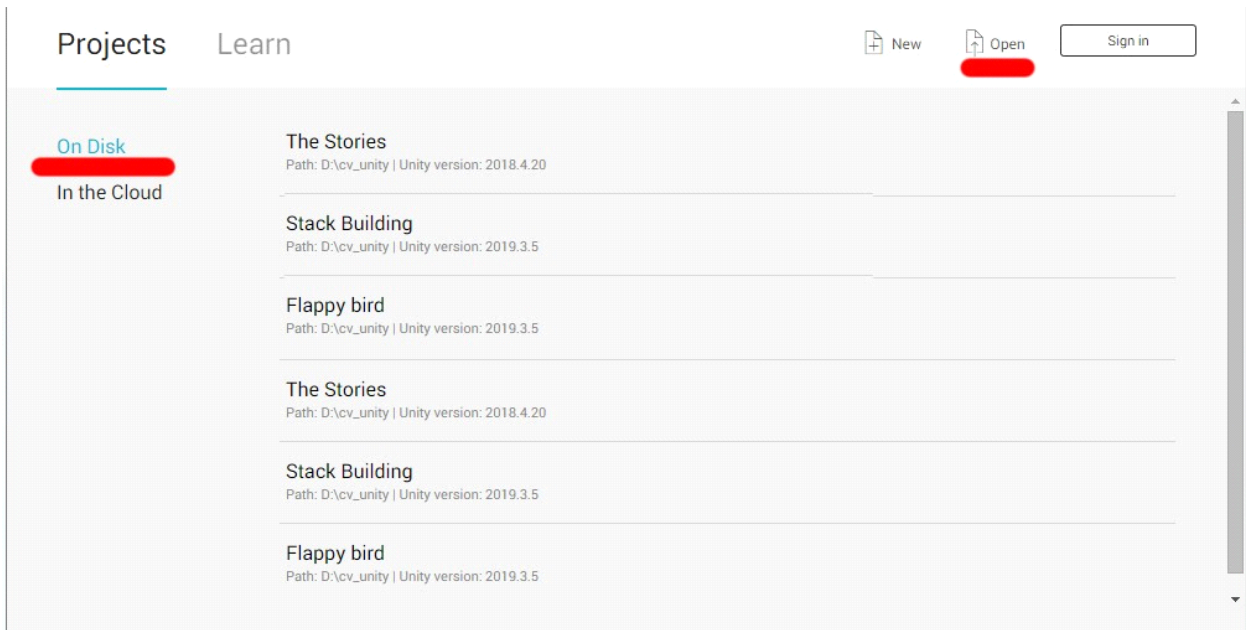 Projects Learn New Open Sign in
On Disk
In the Cloud
The Stories
Path: D:\cv_unity | Unity version: 2018.4.20
Stack Building
Path: D:\cv_unity | Unity version: 2019.3.5
Flappy bird
Path: D:\cv_unity | Unity version: 2019.3.5
The Stories
Path: D:\cv_unity | Unity version: 2018.4.20
Stack Building
Path: D:\cv_unity | Unity version: 2019.3.5
Flappy bird
Path: D:\cv_unity | Unity version: 2019.3.5